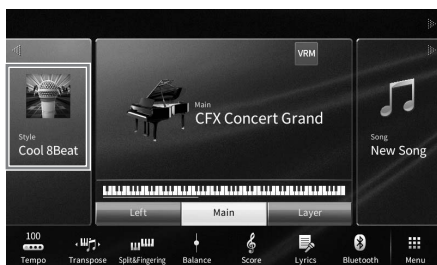 VRM
Style
Cool 8Beat
Main
CFX Concert Grand
Song
New Song
Left
Main
Layer
100
Tempo
Transpose
Split&Fingering
Balance
Score
Lyrics
Bluetooth
Menu